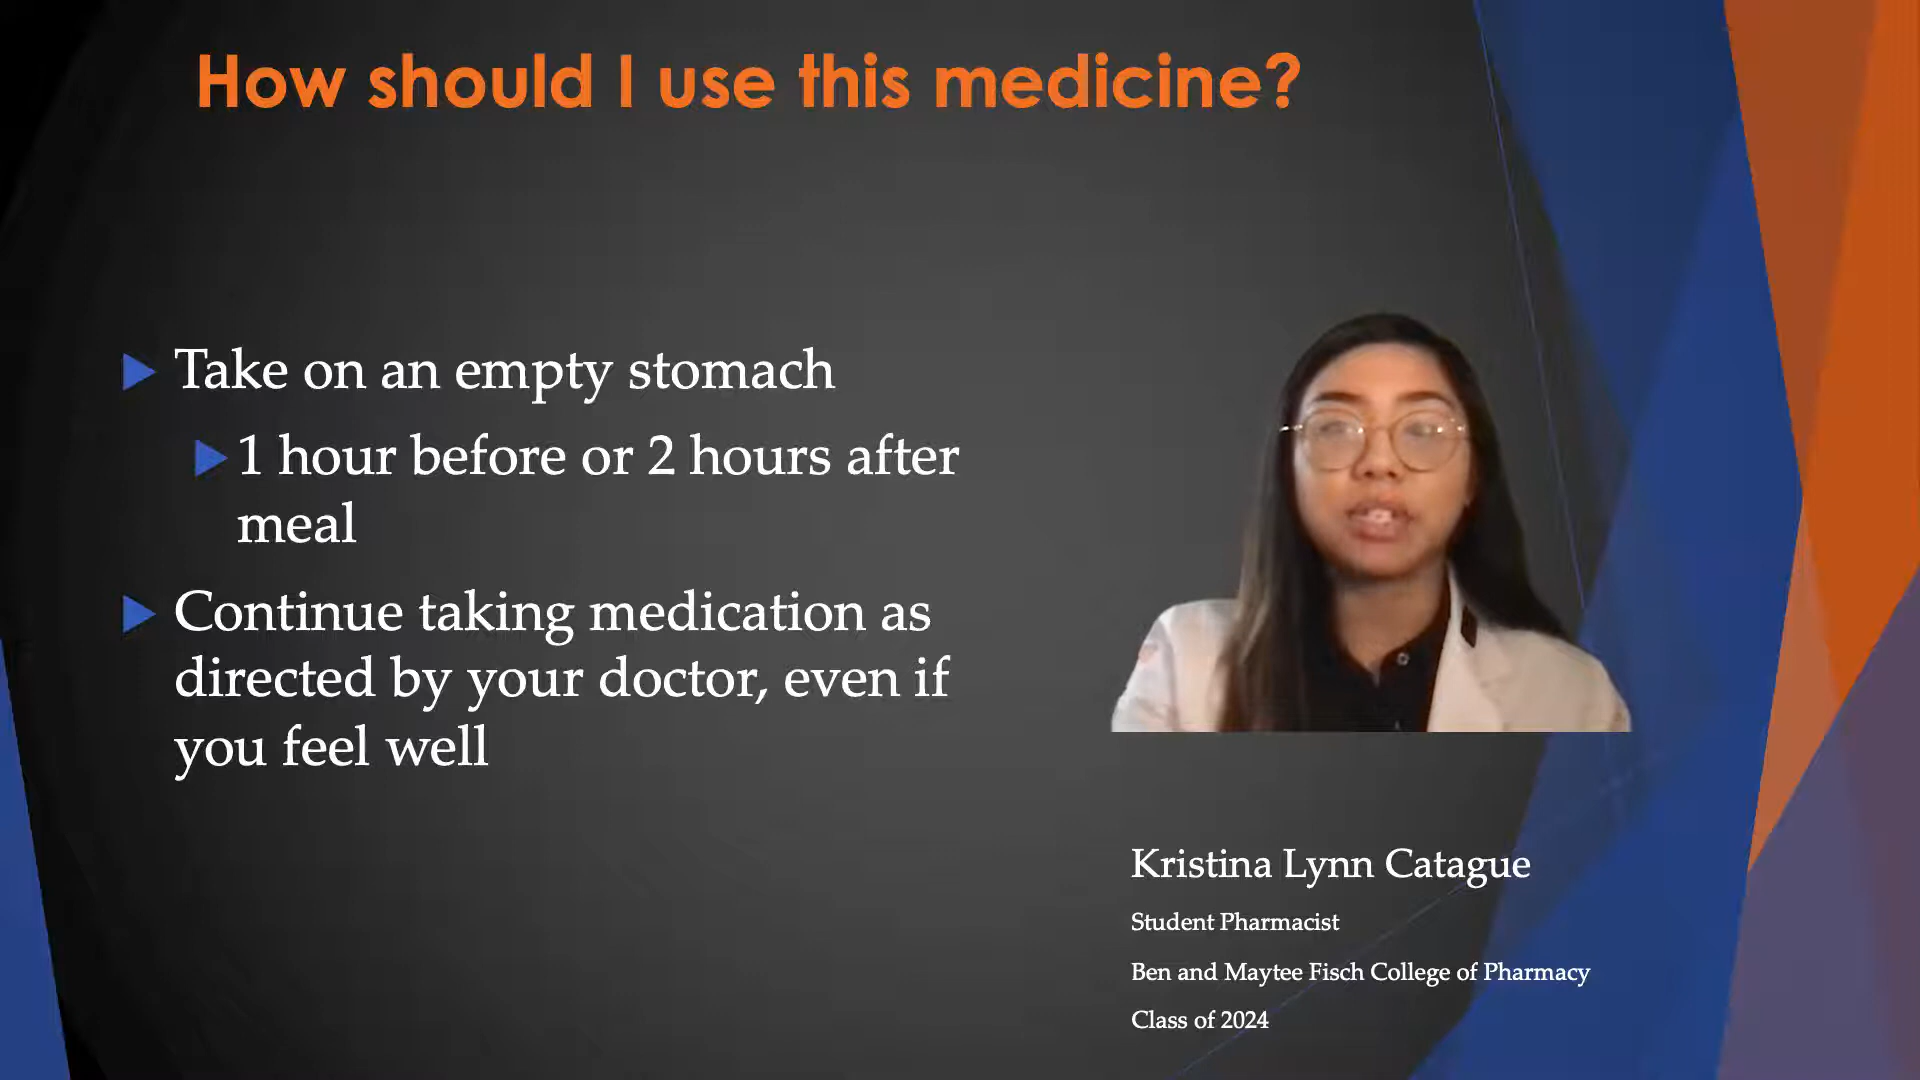 How should I use this medicine?
Take on an empty stomach
1 hour before or 2 hours after
meal
Continue taking medication as
directed by your doctor, even if
you feel well
Kristina Lynn Catague
Student Pharmacist
Ben and Maytee Fisch College of Pharmacy
Class of 2024